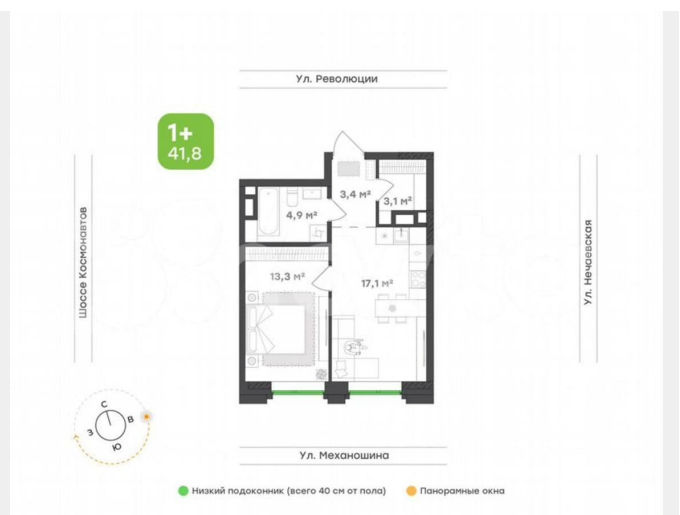 Ул. Революции
1+
41,8
3,4 м²
3,1 м²
4,9 м²
Шоссе Космонавтов
Ул. Нечаевская
13,3 м²
17,1 м²
С
В
З
Ю
Ул. Механошина
Низкий подоконник (всего 40 см от пола)
Панорамные окна